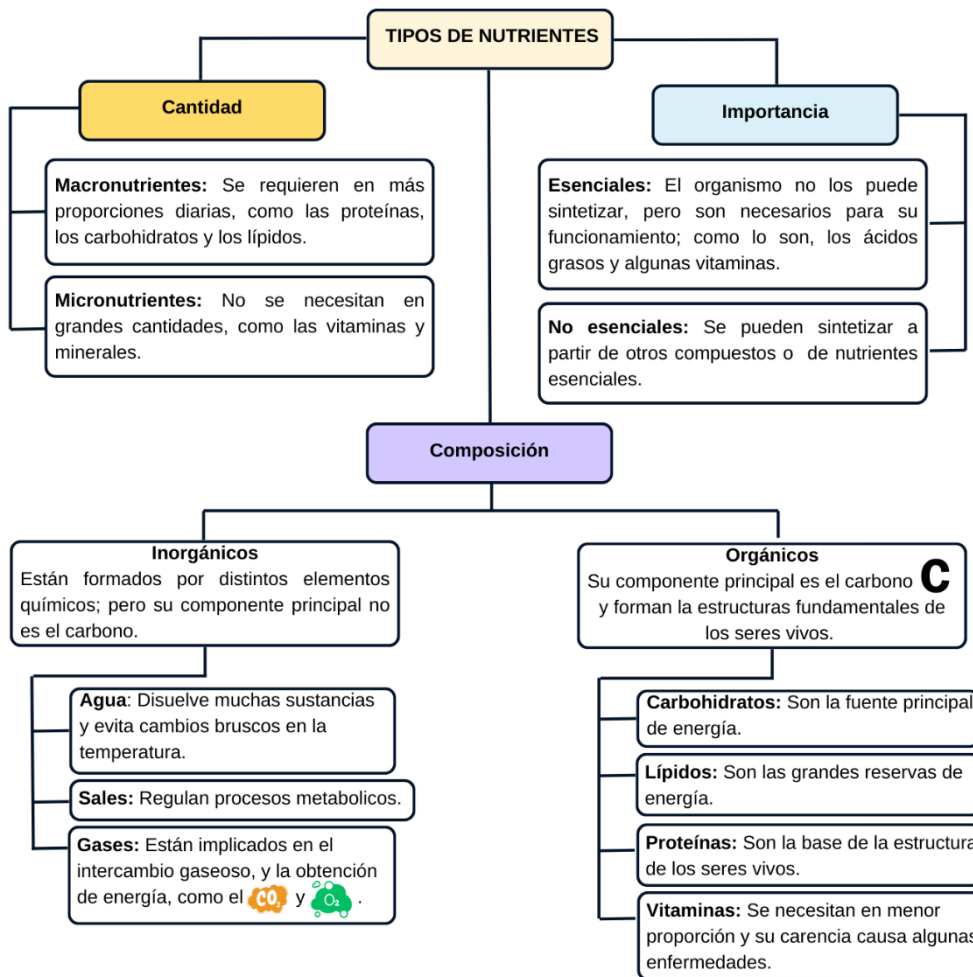 TIPOS DE NUTRIENTES
Cantidad
Macronutrientes: Se requieren en más
proporciones diarias, como las proteínas,
los carbohidratos y los lípidos.
Micronutrientes: No se necesitan en
grandes cantidades, como las vitaminas y
minerales.
Importancia
Esenciales: El organismo no los puede
sintetizar, pero son necesarios para su
funcionamiento; como lo son, los ácidos
grasos y algunas vitaminas.
No esenciales: Se pueden sintetizar a
partir de otros compuestos o de nutrientes
esenciales.
Composición
Inorgánicos
Están formados por distintos elementos
químicos; pero su componente principal no
es el carbono.
Agua: Disuelve muchas sustancias
y evita cambios bruscos en la
temperatura.
Sales: Regulan procesos metabolicos.
Gases: Están implicados en el
intercambio gaseoso, y la obtención
de energía, como el CO₂ y O₂ .
Orgánicos
Su componente principal es el carbono C
y forman la estructuras fundamentales de
los seres vivos.
Carbohidratos: Son la fuente principal
de energía.
Lípidos: Son las grandes reservas de
energía.
Proteínas: Son la base de la estructura
de los seres vivos.
Vitaminas: Se necesitan en menor
proporción y su carencia causa algunas
enfermedades.